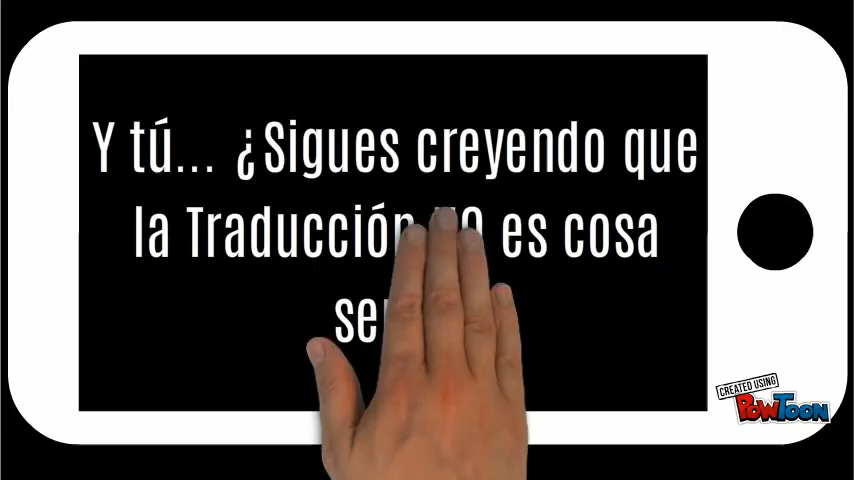 Y tú... ¿Sigues creyendo que
la Traducción es cosa
CREATED USING
POWTOON